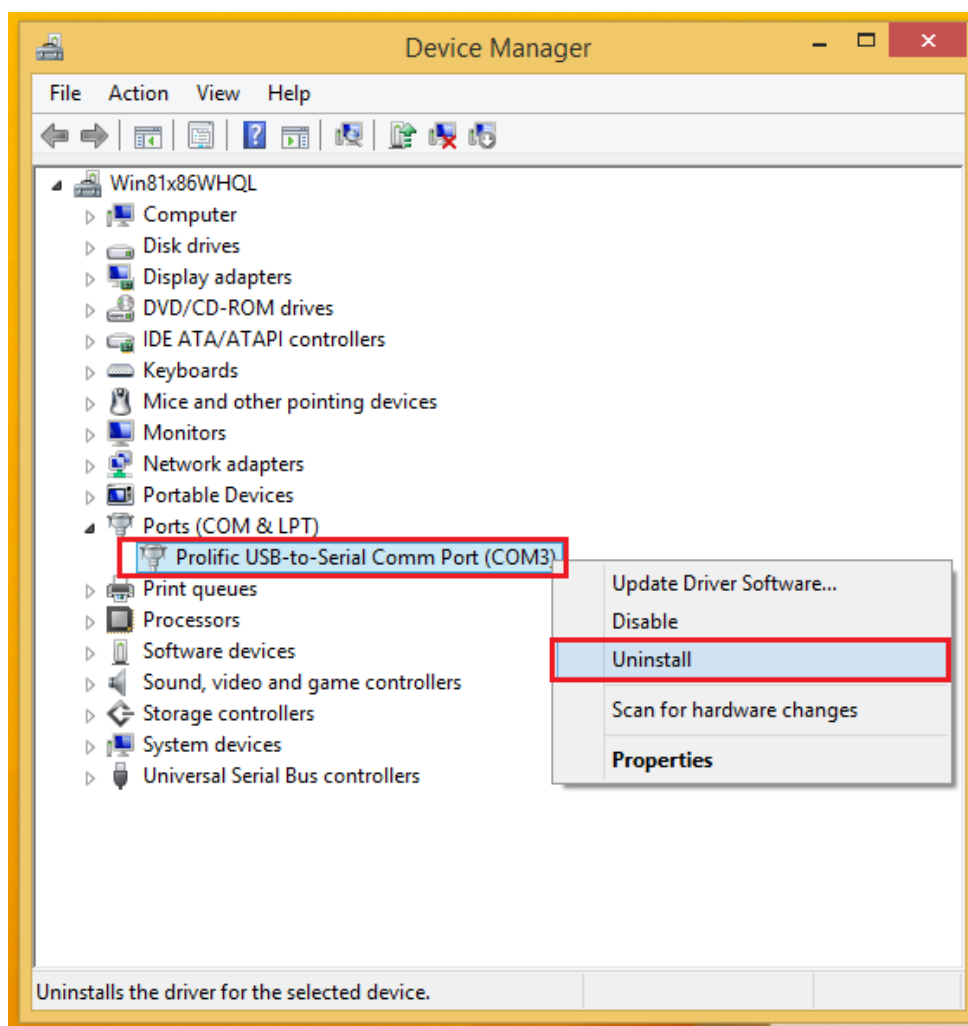 Device Manager
File Action View Help
Win81x86WHQL
Computer
Disk drives
Display adapters
DVD/CD-ROM drives
IDE ATA/ATAPI controllers
Keyboards
Mice and other pointing devices
Monitors
Network adapters
Portable Devices
Ports (COM & LPT)
Prolific USB-to-Serial Comm Port (COM3)
Print queues
Processors
Software devices
Sound, video and game controllers
Storage controllers
System devices
Universal Serial Bus controllers
Update Driver Software...
Disable
Uninstall
Scan for hardware changes
Properties
Uninstalls the driver for the selected device.